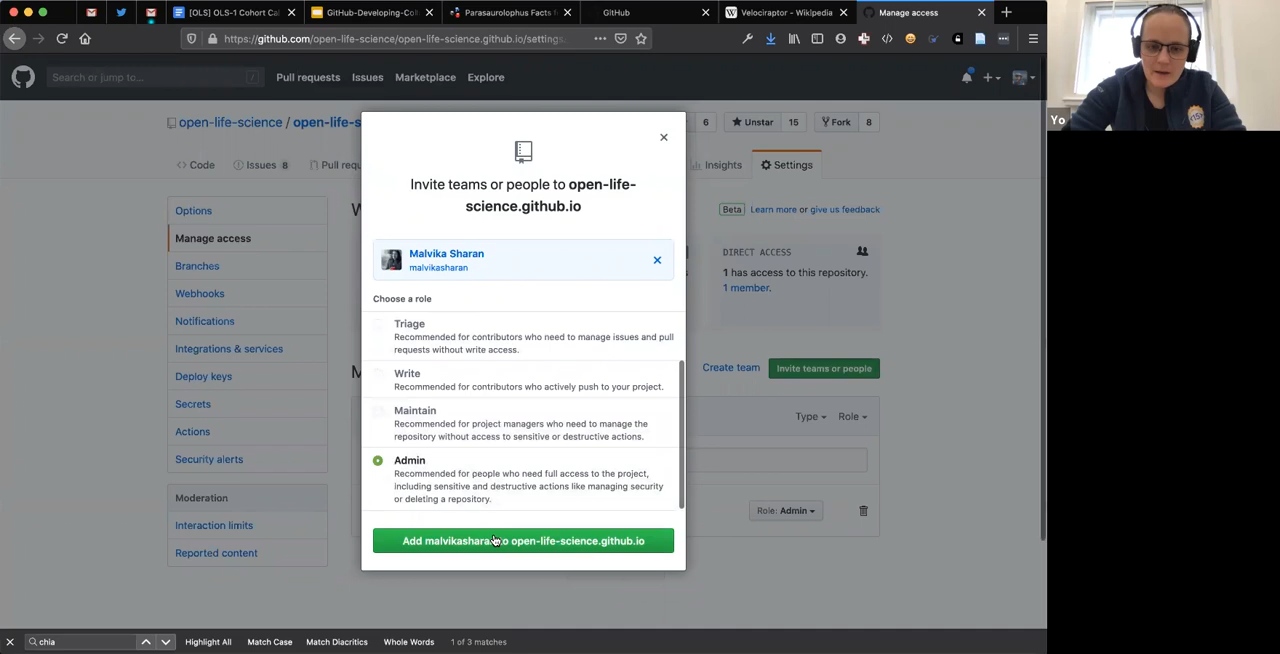 [OLS] OLS-1 Cohort Ca
GitHub-Developing-Co
Parasaurolophus Facts
GitHub
Velociraptor - Wikipedia
Manage access
https://github.com/open-life-science/open-life-science.github.io/settings
Search or jump to...
/
Pull requests
Issues
Marketplace
Explore
Yo
open-life-science / open-life-s
6
Unstar
15
Fork
8
Code
Issues 8
Pull requ
Insights
Settings
Options
Manage access
Branches
Webhooks
Notifications
Integrations & services
Deploy keys
Secrets
Actions
Security alerts
Moderation
Interaction limits
Reported content
Invite teams or people to open-life-
science.github.io
Malvika Sharan
malvikasharan
Choose a role
Triage
Recommended for contributors who need to manage issues and pull
requests without write access.
Write
Recommended for contributors who actively push to your project.
Maintain
Recommended for project managers who need to manage the
repository without access to sensitive or destructive actions.
Admin
Recommended for people who need full access to the project,
including sensitive and destructive actions like managing security
or deleting a repository.
Add malvikashara o open-life-science.github.io
Beta Learn more or give us feedback
DIRECT ACCESS
1 has access to this repository.
1 member.
Create team
Invite teams or people
Type
Role
Role: Admin
chia
Highlight All
Match Case
Match Diacritics
Whole Words
1 of 3 matches